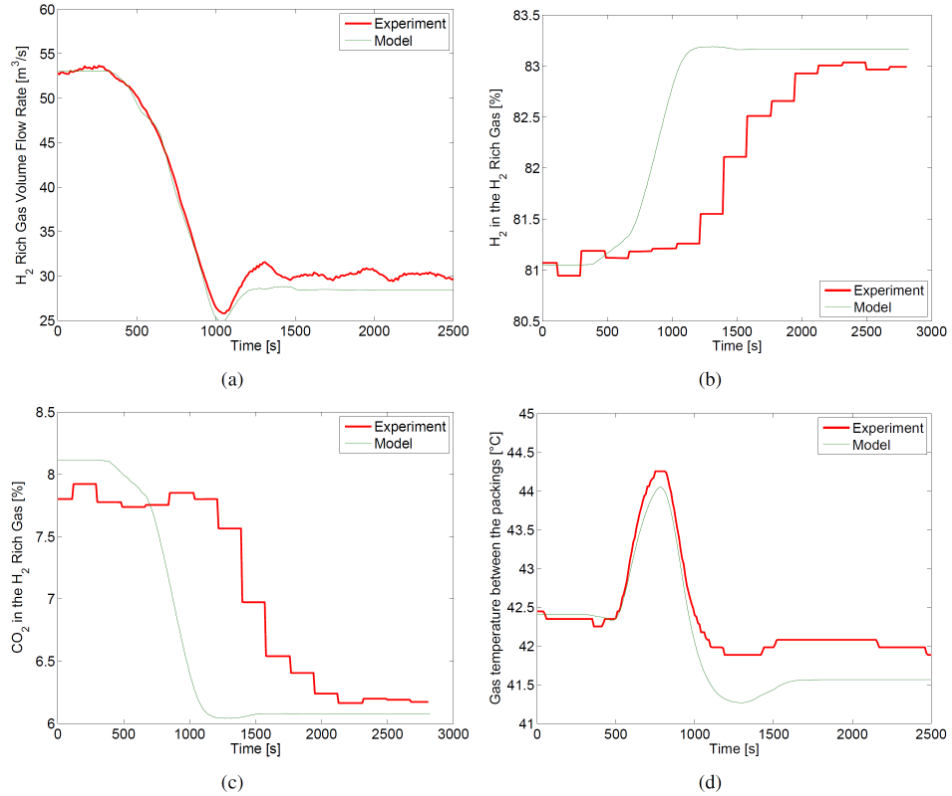 60
55
50
45
40
35
30
25
0
500
1000
1500
2000
2500
H2 Rich Gas Volume Flow Rate [m3/s]
Time [s]
Experiment
Model
(a)
83.5
83
82.5
82
81.5
81
80.5
0
500
1000
1500
2000
2500
3000
H2 in the H2 Rich Gas [%]
Time [s]
Experiment
Model
(b)
8.5
8
7.5
7
6.5
6
0
500
1000
1500
2000
2500
3000
CO2 in the H2 Rich Gas [%]
Time [s]
Experiment
Model
(c)
45
44.5
44
43.5
43
42.5
42
41.5
41
0
500
1000
1500
2000
2500
Gas temperature between the packings [°C]
Time [s]
Experiment
Model
(d)